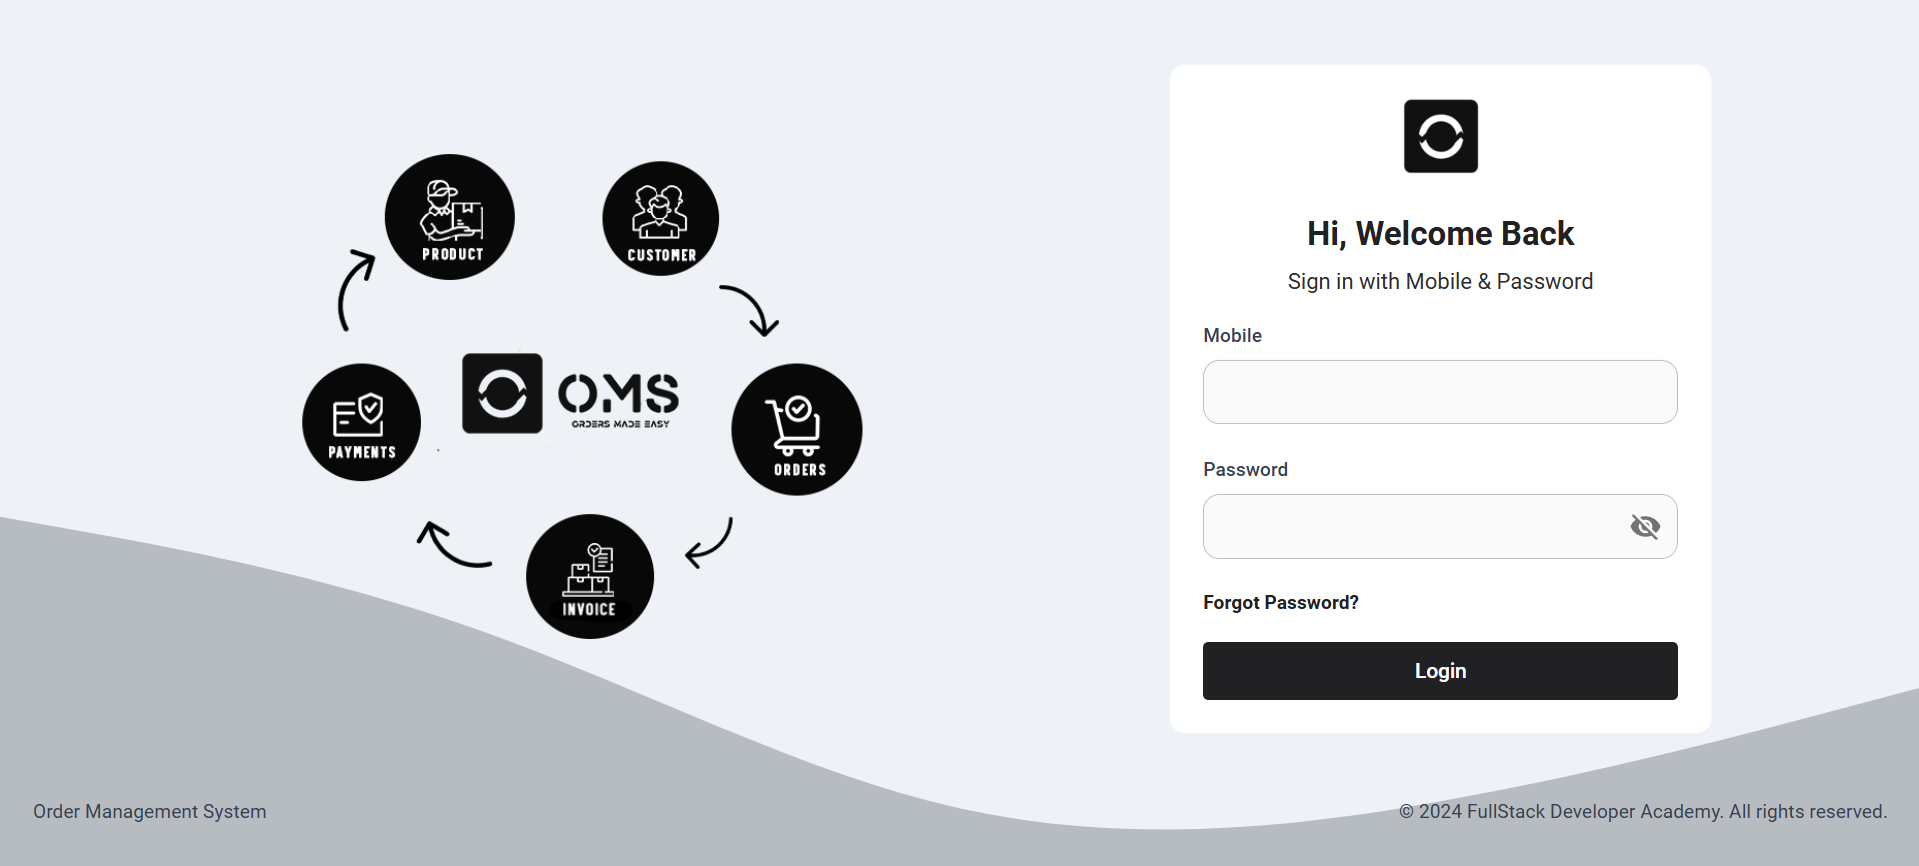 PRODUCT
CUSTOMER
PAYMENTS
OMS
ORDERS MADE EASY
ORDERS
INVOICE
Hi, Welcome Back
Sign in with Mobile & Password
Mobile
Password
Forgot Password?
Login
Order Management System
© 2024 FullStack Developer Academy. All rights reserved.